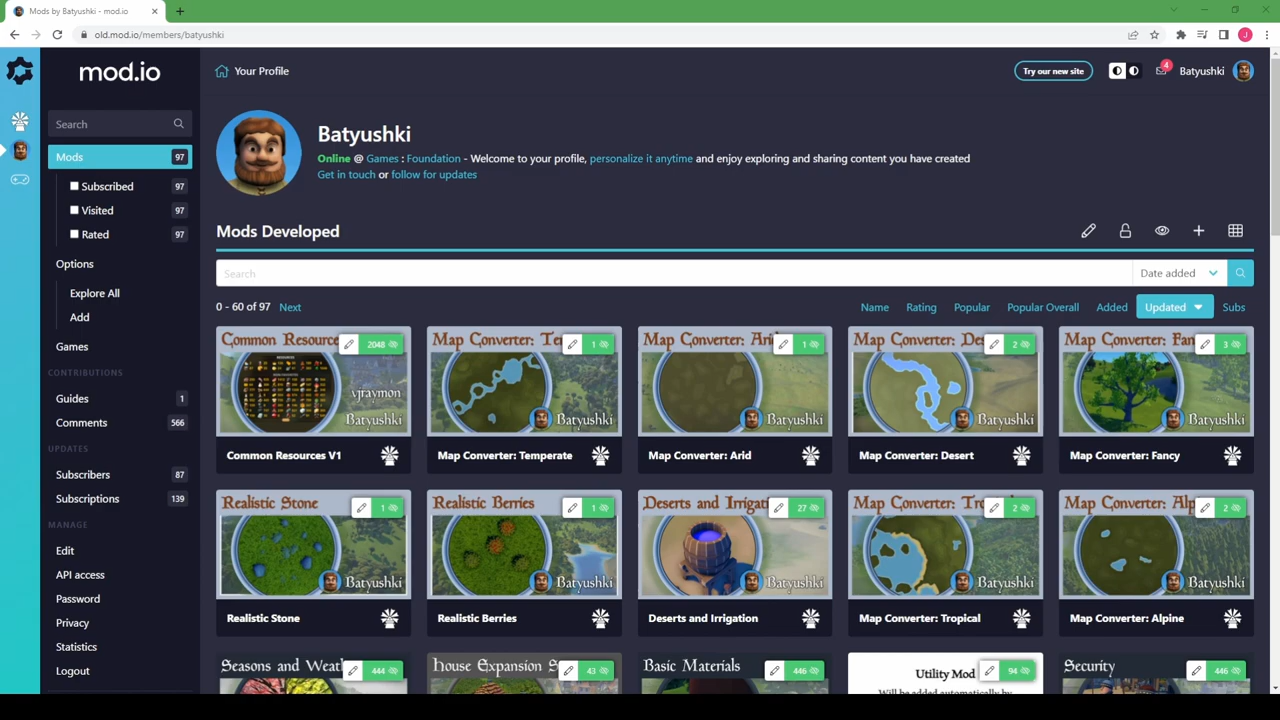 Mods by Batyushki - mod.io
old.mod.io/members/batyushki
J
mod.io
Your Profile
Try our new site
4
Batyushki
Search
Mods 97
Subscribed 97
Visited 97
Rated 97
Options
Explore All
Add
Games
CONTRIBUTIONS
Guides 1
Comments 566
UPDATES
Subscribers 87
Subscriptions 139
MANAGE
Edit
API access
Password
Privacy
Statistics
Logout
Batyushki
Online @ Games : Foundation - Welcome to your profile, personalize it anytime and enjoy exploring and sharing content you have created
Get in touch or follow for updates
Mods Developed
Search
Date added
0 - 60 of 97 Next
Name Rating Popular Popular Overall Added Updated Subs
Common Resource 2048
vjraymon
Batyushki
Common Resources V1
Map Converter: Te 1
Batyushki
Map Converter: Temperate
Map Converter: Ari 1
Batyushki
Map Converter: Arid
Map Converter: De 2
Batyushki
Map Converter: Desert
Map Converter: Fan 3
Batyushki
Map Converter: Fancy
Realistic Stone 1
Batyushki
Realistic Stone
Realistic Berries 1
Batyushki
Realistic Berries
Deserts and Irrigat 27
Batyushki
Deserts and Irrigation
Map Converter: Tro 2
Batyushki
Map Converter: Tropical
Map Converter: Alp 2
Batyushki
Map Converter: Alpine
Seasons and Weath 444
House Expansion S 43
Basic Materials 446
Utility Mod 94
Will be added automatically by
Security 446